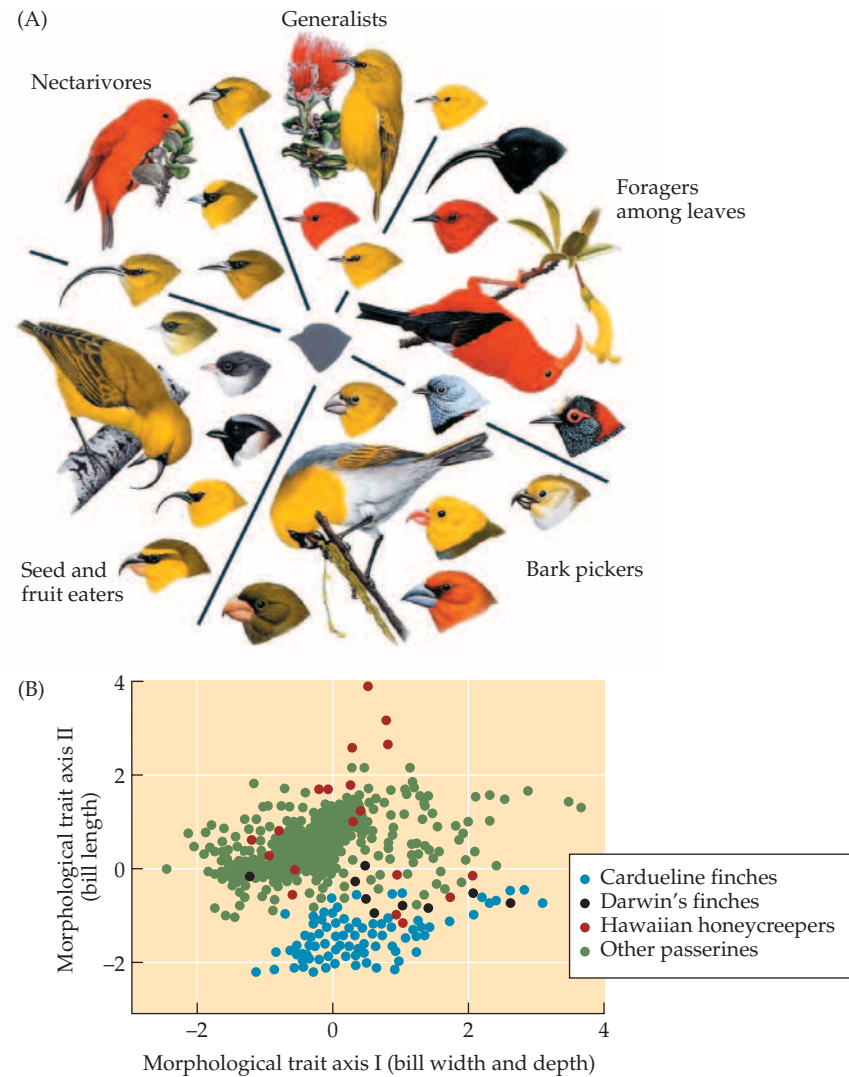 (A)
Generalists
Nectarivores
Foragers
among leaves
Seed and
fruit eaters
Bark pickers
(B)
Morphological trait axis II
(bill length)
4
2
0
−2
−2
0
2
4
Morphological trait axis I (bill width and depth)
Cardueline finches
Darwin’s finches
Hawaiian honeycreepers
Other passerines